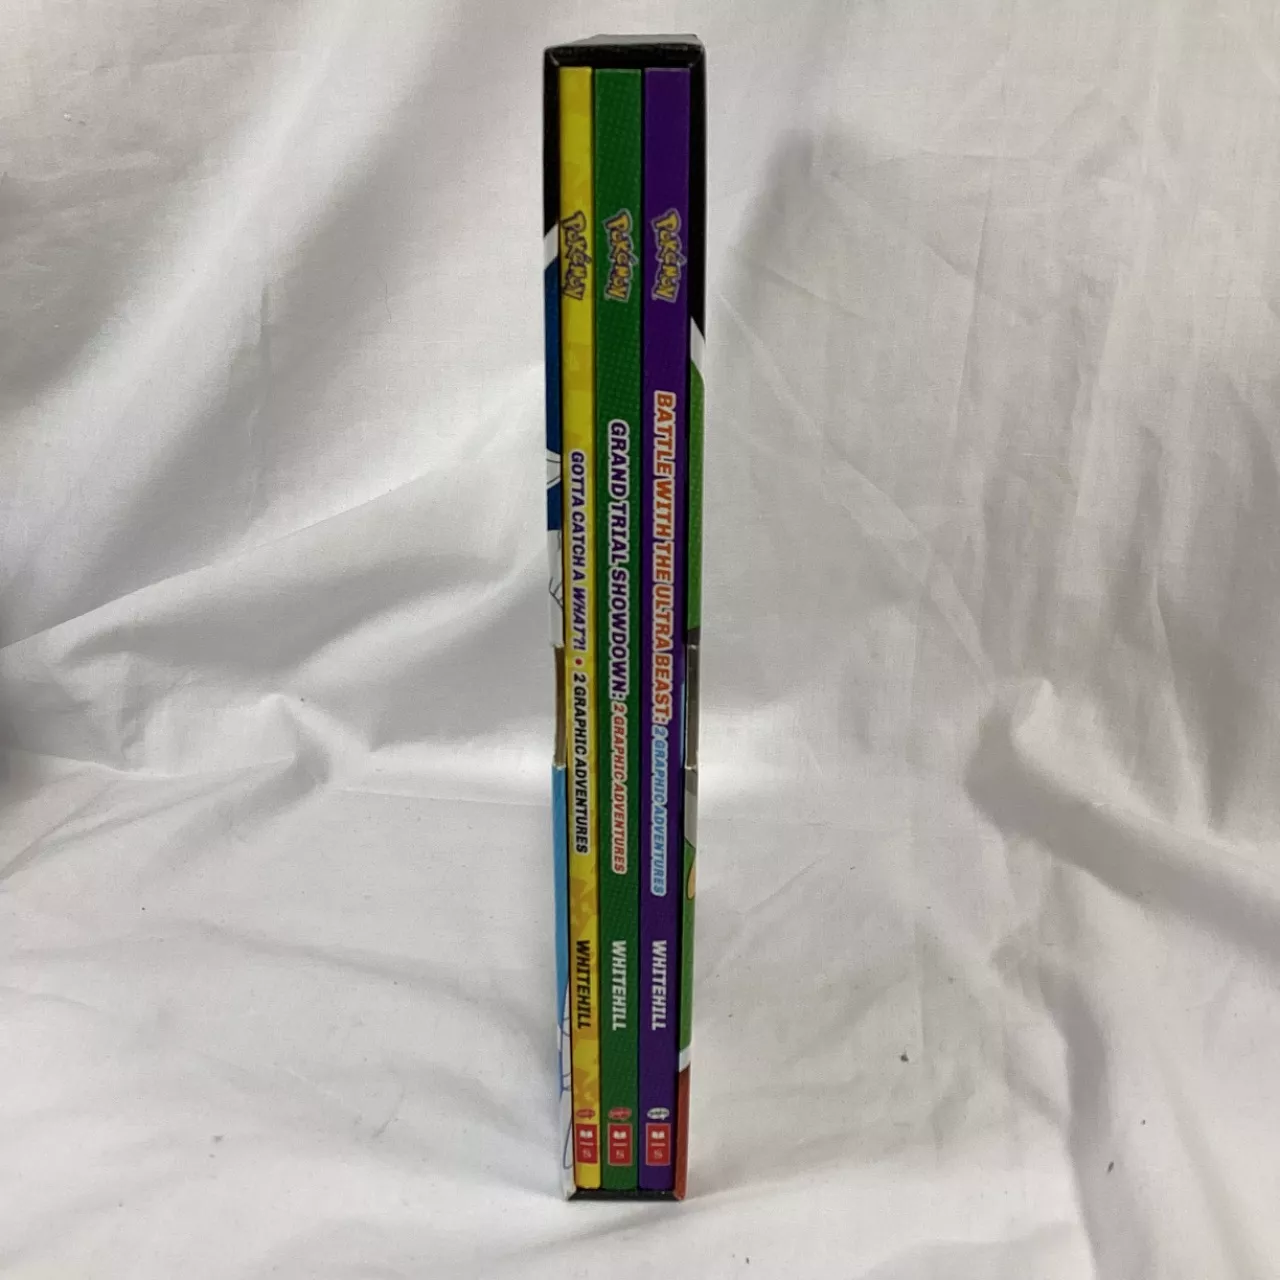 POKÉMON
GOTTA CATCH A WHAT?! • 2 GRAPHIC ADVENTURES
WHITEHILL
POKÉMON
GRAND TRIAL SHOWDOWN: 2 GRAPHIC ADVENTURES
WHITEHILL
POKÉMON
BATTLE WITH THE ULTRA BEAST: 2 GRAPHIC ADVENTURES
WHITEHILL